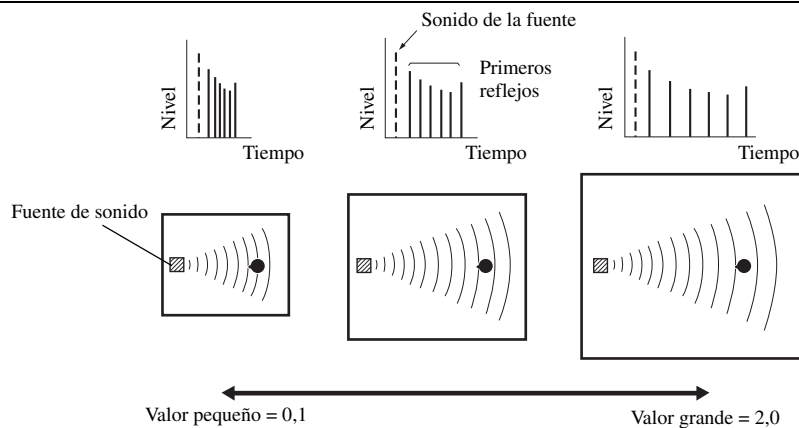 Sonido de la fuente
Nivel
Tiempo
Nivel
Primeros
reflejos
Tiempo
Nivel
Tiempo
Fuente de sonido
Valor pequeño = 0,1
Valor grande = 2,0